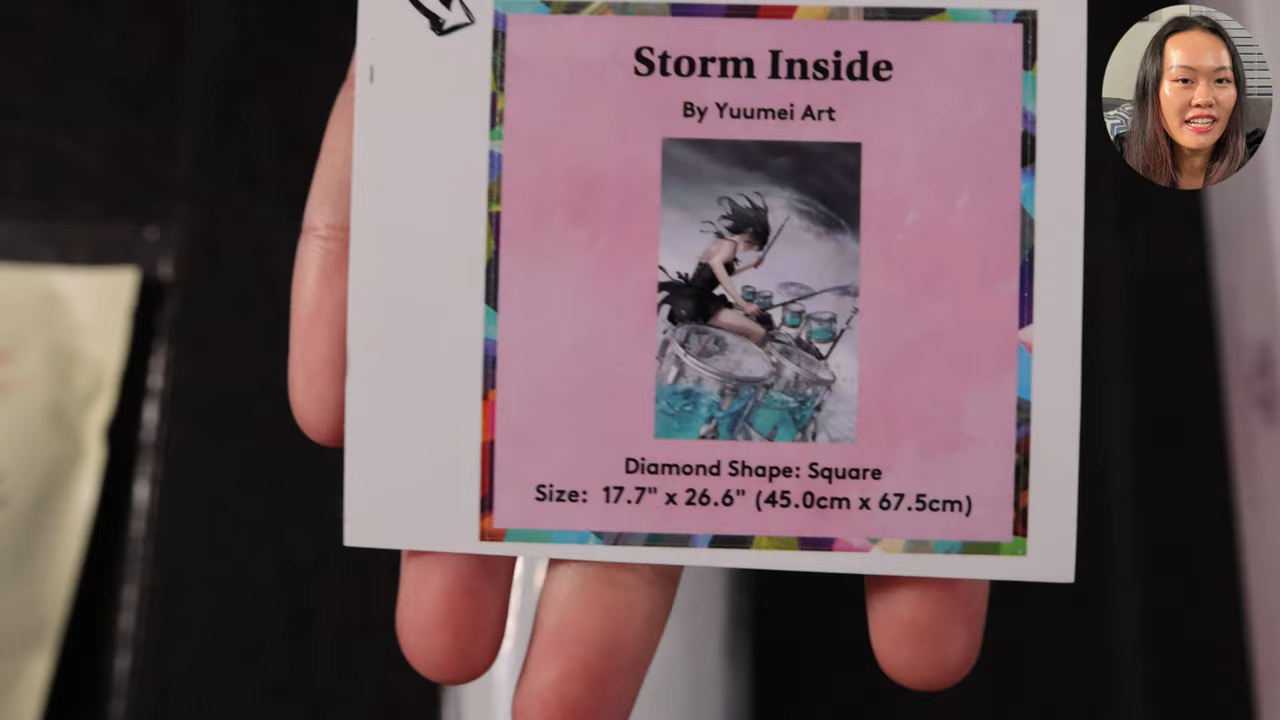 Storm Inside
By Yuumei Art
Diamond Shape: Square
Size: 17.7" x 26.6" (45.0cm x 67.5cm)